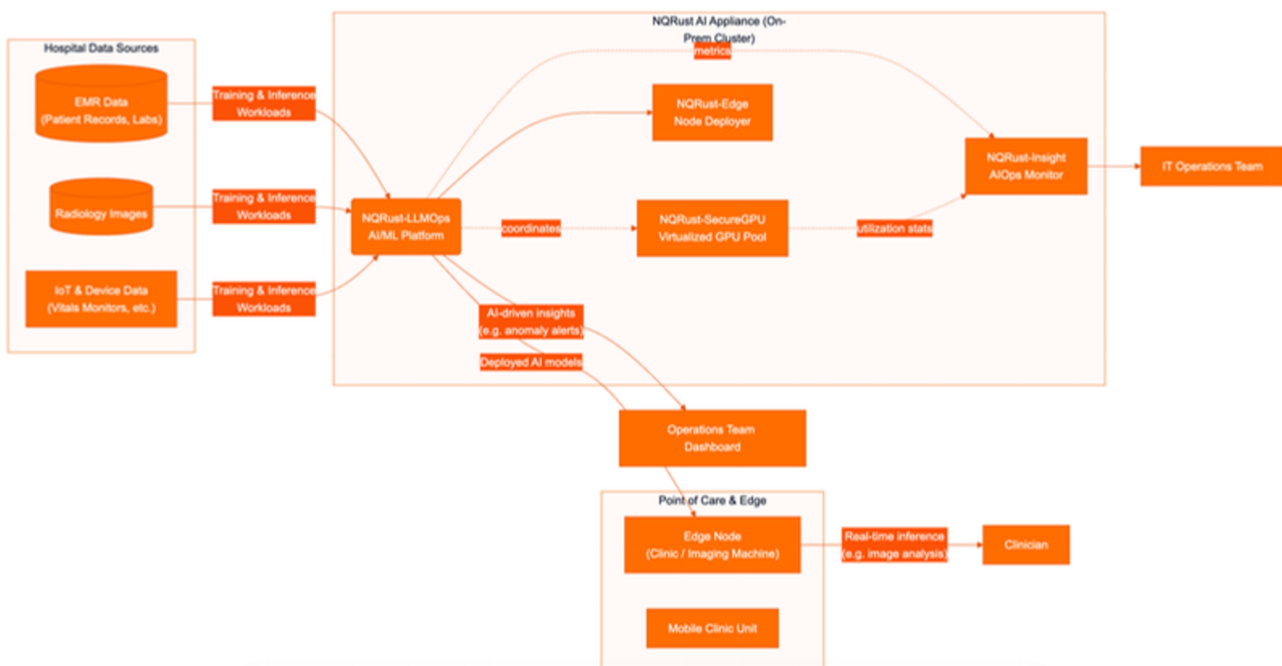 Hospital Data Sources
EMR Data
(Patient Records, Labs)
Radiology Images
IoT & Device Data
(Vitals Monitors, etc.)
Training & Inference
Workloads
Training & Inference
Workloads
Training & Inference
Workloads
NQRust AI Appliance (On-
Prem Cluster)
metrics
NQRust-Edge
Node Deployer
NQRust-LLMOps
AI/ML Platform
coordinates
NQRust-SecureGPU
Virtualized GPU Pool
utilization stats
NQRust-Insight
AIOps Monitor
IT Operations Team
AI-driven insights
(e.g. anomaly alerts)
Deployed AI models
Operations Team
Dashboard
Point of Care & Edge
Edge Node
(Clinic / Imaging Machine)
Real-time inference
(e.g. image analysis)
Clinician
Mobile Clinic Unit